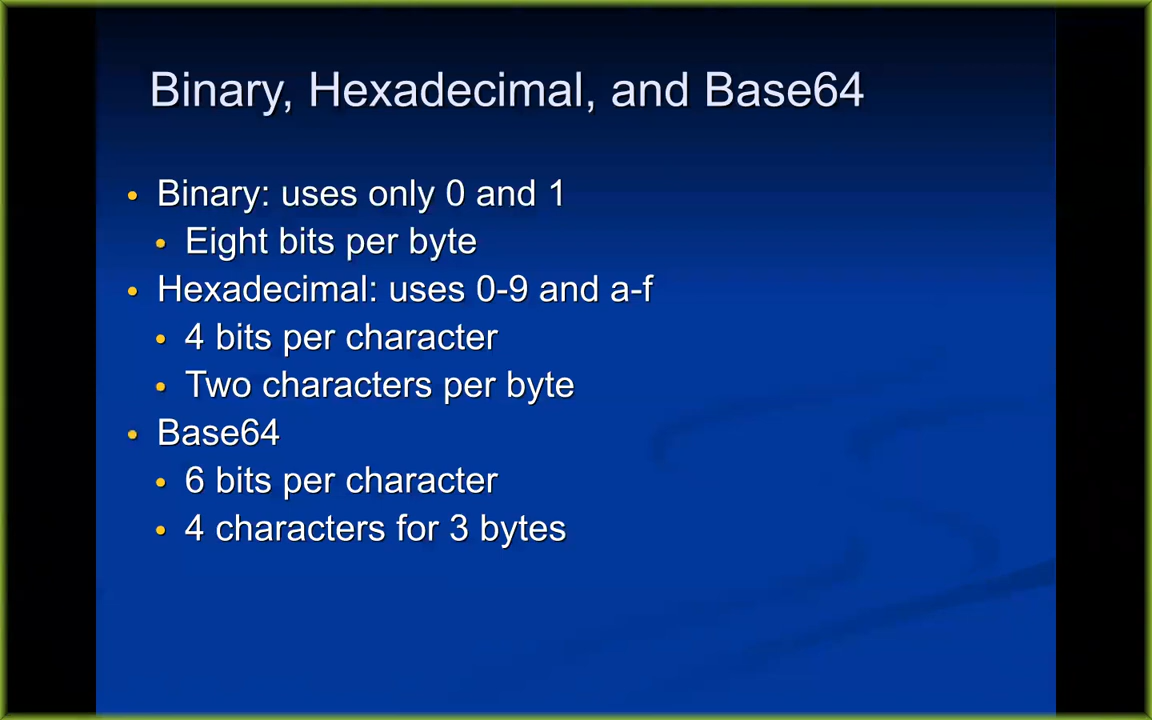 Binary, Hexadecimal, and Base64
• Binary: uses only 0 and 1
• Eight bits per byte
• Hexadecimal: uses 0-9 and a-f
• 4 bits per character
• Two characters per byte
• Base64
• 6 bits per character
• 4 characters for 3 bytes